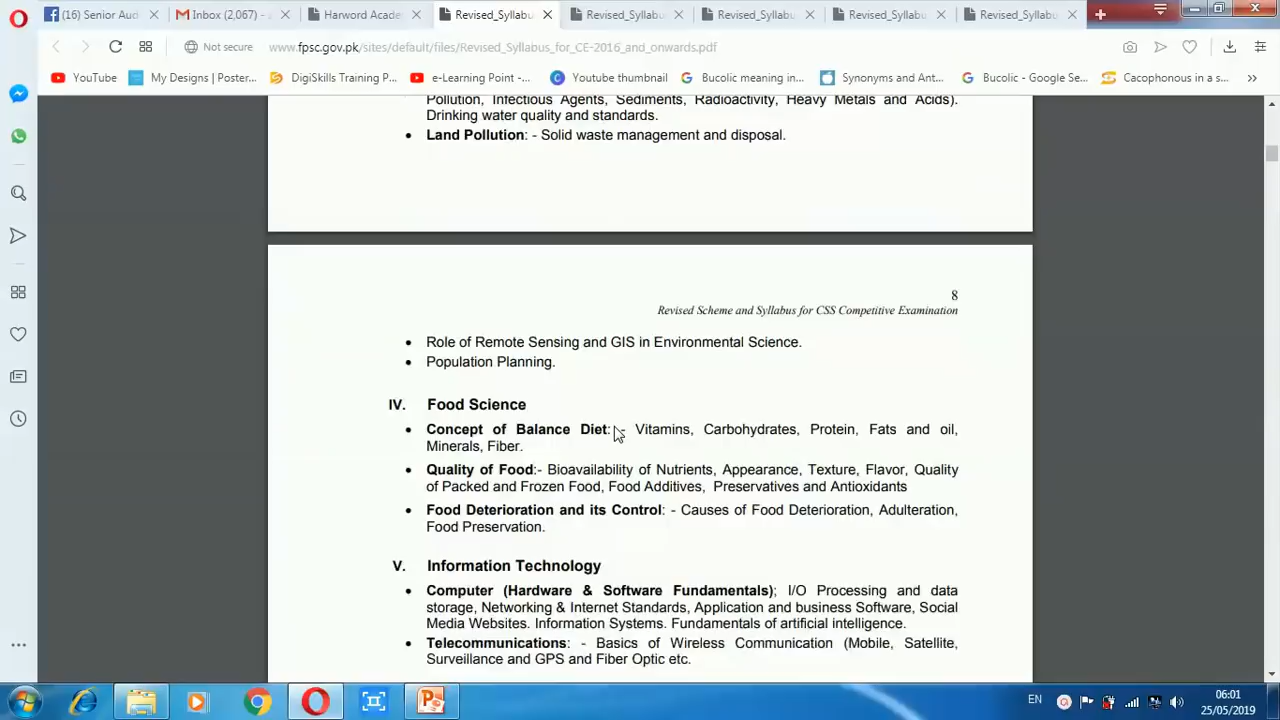 (16) Senior Aud
Inbox (2,067) -
Harword Acade
Revised_Syllabu
Revised_Syllabu
Revised_Syllabu
Revised_Syllabu
Revised_Syllabu
Not secure
www.fpsc.gov.pk/sites/default/files/Revised_Syllabus_for_CE-2016_and_onwards.pdf
YouTube
My Designs | Poster...
DigiSkills Training P...
e-Learning Point -...
Youtube thumbnail
Bucolic meaning in...
Synonyms and Ant...
Bucolic - Google Se...
Cacophonous in a s...
Pollution, Infectious Agents, Sediments, Radioactivity, Heavy Metals and Acids).
Drinking water quality and standards.
• Land Pollution: - Solid waste management and disposal.
8
Revised Scheme and Syllabus for CSS Competitive Examination
• Role of Remote Sensing and GIS in Environmental Science.
• Population Planning.
IV. Food Science
• Concept of Balance Diet: - Vitamins, Carbohydrates, Protein, Fats and oil,
Minerals, Fiber.
• Quality of Food:- Bioavailability of Nutrients, Appearance, Texture, Flavor, Quality
of Packed and Frozen Food, Food Additives, Preservatives and Antioxidants
• Food Deterioration and its Control: - Causes of Food Deterioration, Adulteration,
Food Preservation.
V. Information Technology
• Computer (Hardware & Software Fundamentals); I/O Processing and data
storage, Networking & Internet Standards, Application and business Software, Social
Media Websites. Information Systems. Fundamentals of artificial intelligence.
• Telecommunications: - Basics of Wireless Communication (Mobile, Satellite,
Surveillance and GPS and Fiber Optic etc.
EN
06:01
25/05/2019